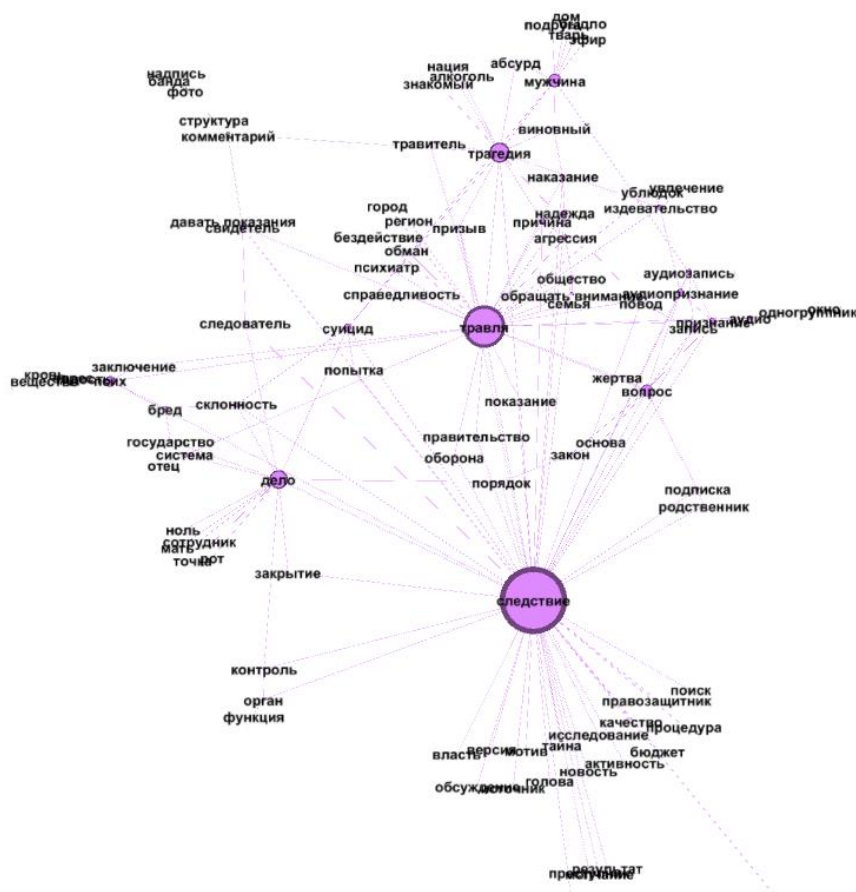 дом
подруга
тварь
эфир
мужчина
абсурд
нация
алкоголь
знакомый
надпись
банда
фото
структура
комментарий
виновный
травитель
трагедия
наказание
увлечение
ублюдок
издевательство
город
регион
призыв
бездействие
обман
психиатр
справедливость
надежда
причина
агрессия
общество
обращать внимание
семья
давать показания
свидетель
аудиозапись
аудиопризнание
повод
окно
одногруппник
аудио
признание
запись
следователь
суицид
травля
заключение
кровь
вещество
псих
попытка
жертва
вопрос
бред
склонность
показание
государство
система
отец
правительство
оборона
основа
закон
дело
порядок
подписка
родственник
ноль
сотрудник
мать
рот
точка
закрытие
следствие
контроль
орган
функция
поиск
правозащитник
качество
процедура
исследование
тайна
бюджет
власть
версия
мотив
активность
новость
голова
обсуждение
источник
результат
молчание